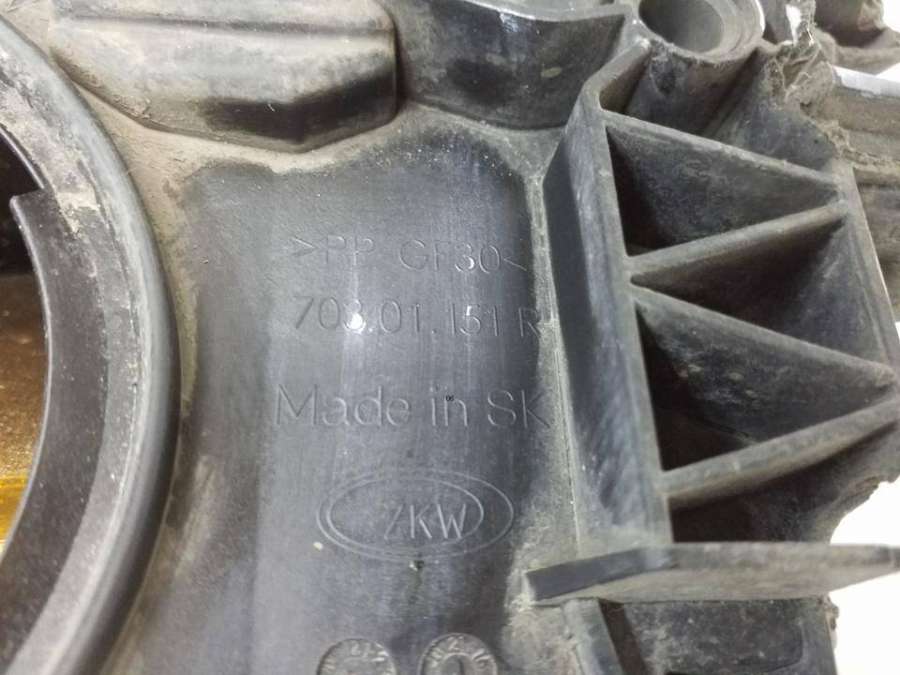 >PP GF30<
703.01.151 R
Made in SK
ZKW